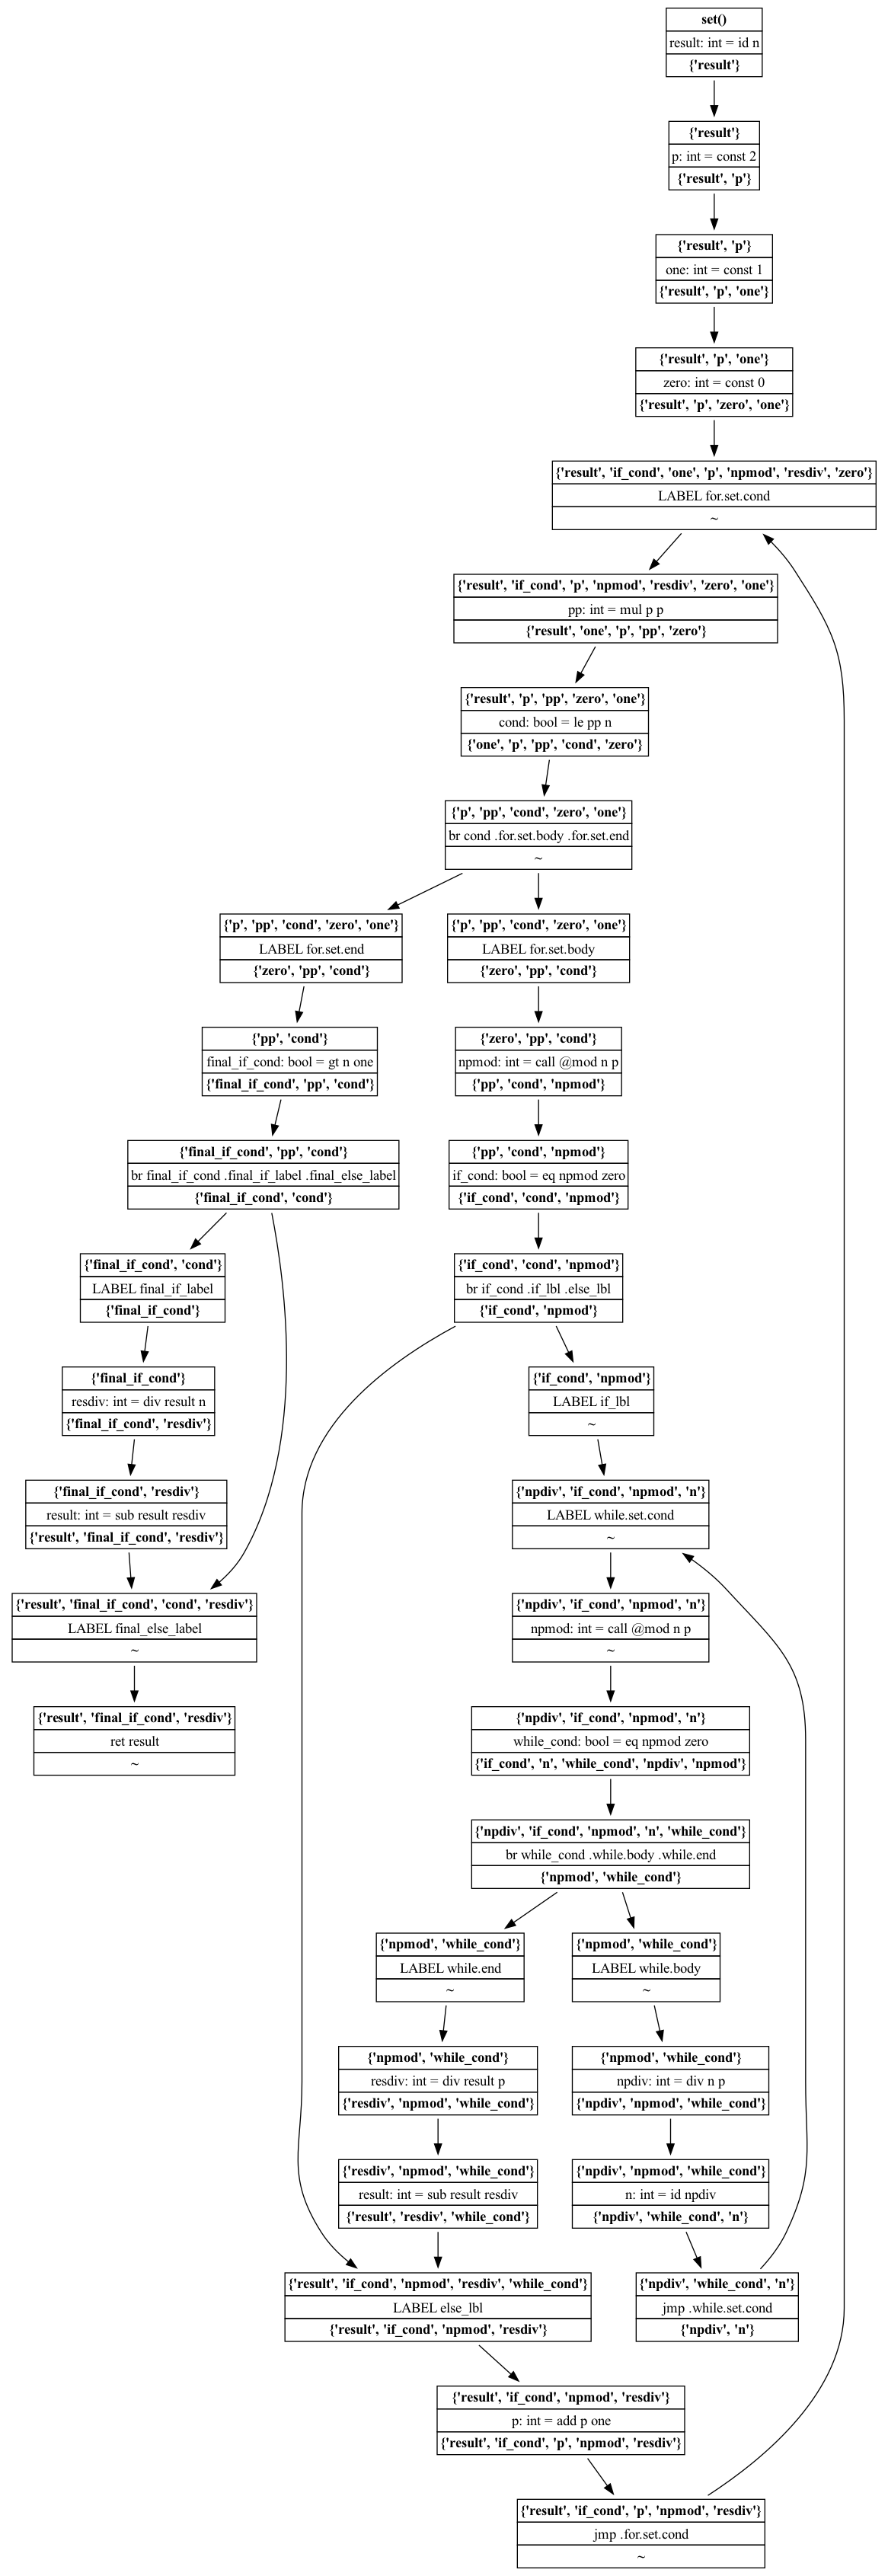 set()
result: int = id n
{'result'}
{'result'}
p: int = const 2
{'result', 'p'}
{'result', 'p'}
one: int = const 1
{'result', 'p', 'one'}
{'result', 'p', 'one'}
zero: int = const 0
{'result', 'p', 'zero', 'one'}
{'result', 'if_cond', 'one', 'p', 'npmod', 'resdiv', 'zero'}
LABEL for.set.cond
~
{'result', 'if_cond', 'p', 'npmod', 'resdiv', 'zero', 'one'}
pp: int = mul p p
{'result', 'one', 'p', 'pp', 'zero'}
{'result', 'p', 'pp', 'zero', 'one'}
cond: bool = le pp n
{'one', 'p', 'pp', 'cond', 'zero'}
{'p', 'pp', 'cond', 'zero', 'one'}
br cond .for.set.body .for.set.end
~
{'p', 'pp', 'cond', 'zero', 'one'}
LABEL for.set.end
{'zero', 'pp', 'cond'}
{'p', 'pp', 'cond', 'zero', 'one'}
LABEL for.set.body
{'zero', 'pp', 'cond'}
{'pp', 'cond'}
final_if_cond: bool = gt n one
{'final_if_cond', 'pp', 'cond'}
{'zero', 'pp', 'cond'}
npmod: int = call @mod n p
{'pp', 'cond', 'npmod'}
{'final_if_cond', 'pp', 'cond'}
br final_if_cond .final_if_label .final_else_label
{'final_if_cond', 'cond'}
{'pp', 'cond', 'npmod'}
if_cond: bool = eq npmod zero
{'if_cond', 'cond', 'npmod'}
{'final_if_cond', 'cond'}
LABEL final_if_label
{'final_if_cond'}
{'if_cond', 'cond', 'npmod'}
br if_cond .if_lbl .else_lbl
{'if_cond', 'npmod'}
{'final_if_cond'}
resdiv: int = div result n
{'final_if_cond', 'resdiv'}
{'if_cond', 'npmod'}
LABEL if_lbl
~
{'final_if_cond', 'resdiv'}
result: int = sub result resdiv
{'result', 'final_if_cond', 'resdiv'}
{'npdiv', 'if_cond', 'npmod', 'n'}
LABEL while.set.cond
~
{'result', 'final_if_cond', 'cond', 'resdiv'}
LABEL final_else_label
~
{'npdiv', 'if_cond', 'npmod', 'n'}
npmod: int = call @mod n p
~
{'result', 'final_if_cond', 'resdiv'}
ret result
~
{'npdiv', 'if_cond', 'npmod', 'n'}
while_cond: bool = eq npmod zero
{'if_cond', 'n', 'while_cond', 'npdiv', 'npmod'}
{'npdiv', 'if_cond', 'npmod', 'n', 'while_cond'}
br while_cond .while.body .while.end
{'npmod', 'while_cond'}
{'npmod', 'while_cond'}
LABEL while.end
~
{'npmod', 'while_cond'}
LABEL while.body
~
{'npmod', 'while_cond'}
resdiv: int = div result p
{'resdiv', 'npmod', 'while_cond'}
{'npmod', 'while_cond'}
npdiv: int = div n p
{'npdiv', 'npmod', 'while_cond'}
{'resdiv', 'npmod', 'while_cond'}
result: int = sub result resdiv
{'result', 'resdiv', 'while_cond'}
{'npdiv', 'npmod', 'while_cond'}
n: int = id npdiv
{'npdiv', 'while_cond', 'n'}
{'result', 'if_cond', 'npmod', 'resdiv', 'while_cond'}
LABEL else_lbl
{'result', 'if_cond', 'npmod', 'resdiv'}
{'npdiv', 'while_cond', 'n'}
jmp .while.set.cond
{'npdiv', 'n'}
{'result', 'if_cond', 'npmod', 'resdiv'}
p: int = add p one
{'result', 'if_cond', 'p', 'npmod', 'resdiv'}
{'result', 'if_cond', 'p', 'npmod', 'resdiv'}
jmp .for.set.cond
~